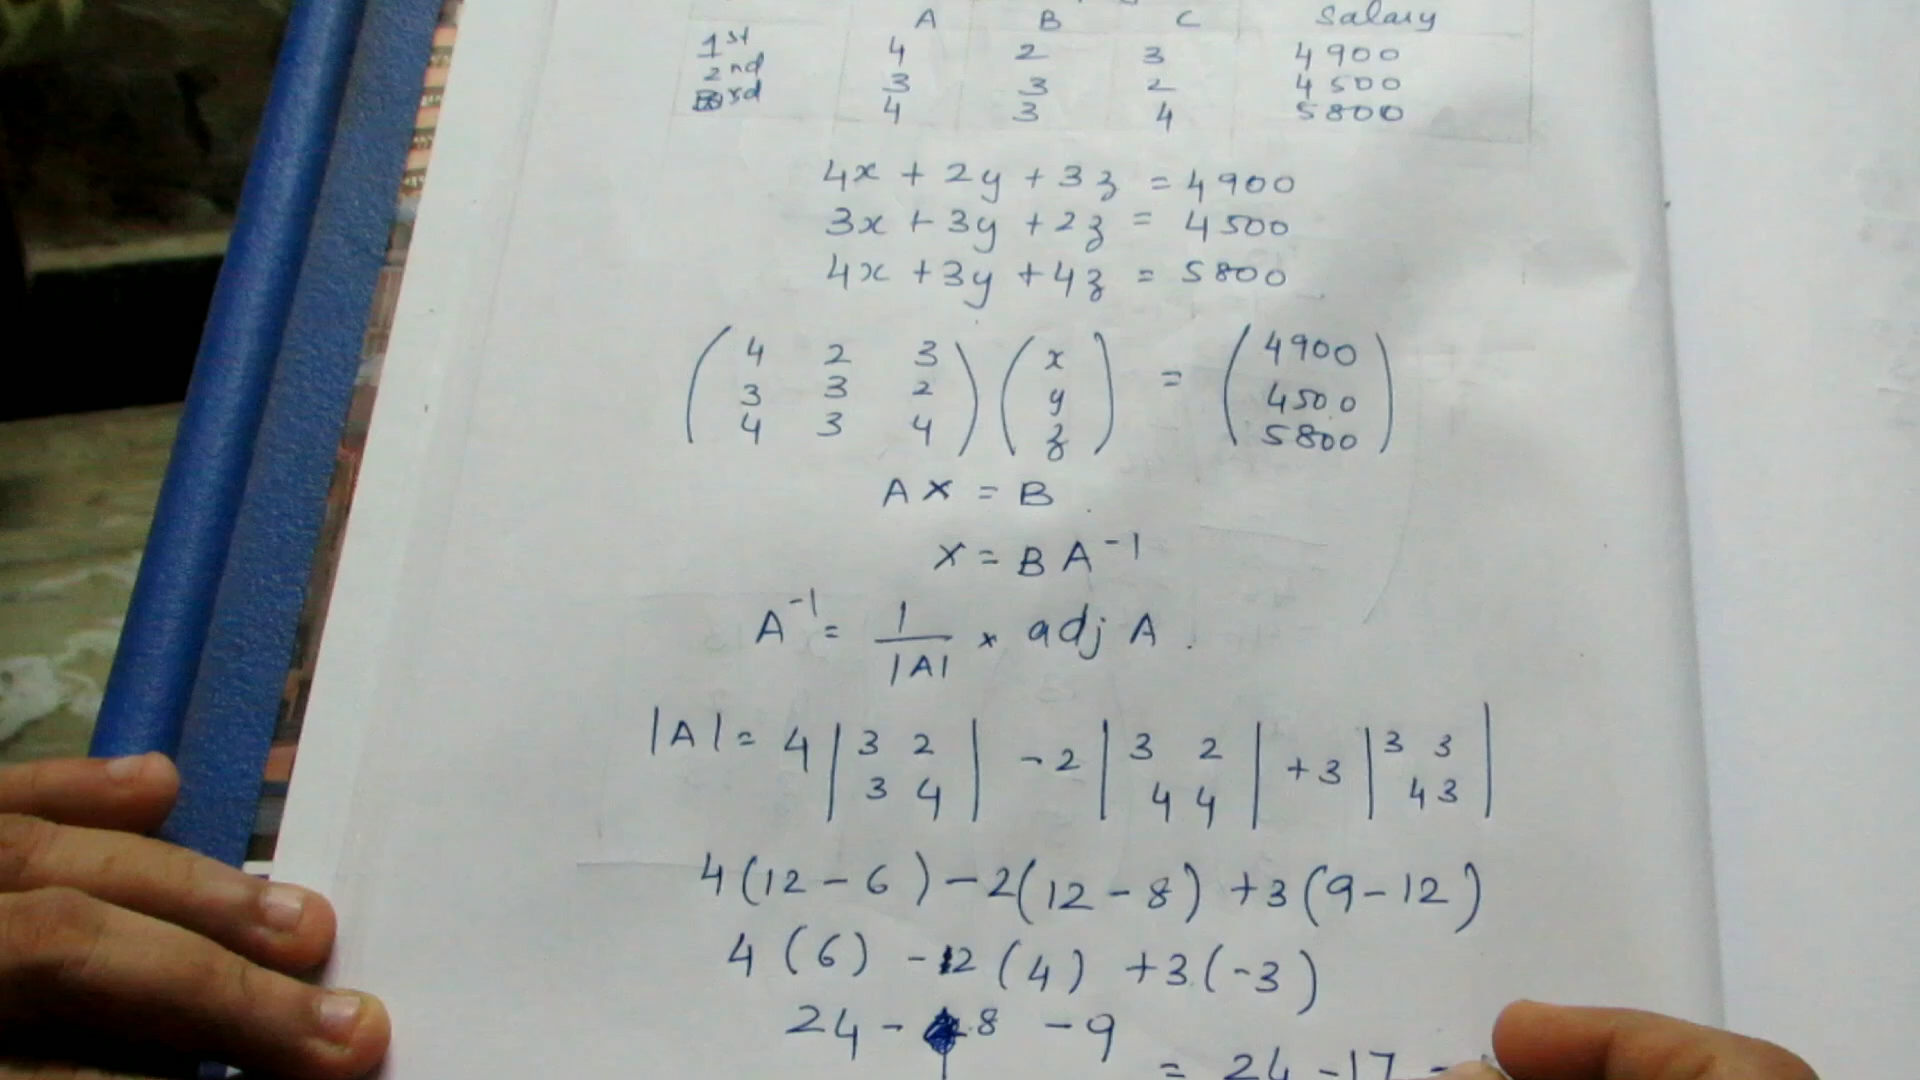 A B C Salary
1st 4 2 3 4900
2nd 3 3 2 4500
3rd 4 3 4 5800
4x + 2y + 3z = 4900
3x + 3y + 2z = 4500
4x + 3y + 4z = 5800
( 4 2 3 ) ( x ) = ( 4900 )
( 3 3 2 ) ( y ) ( 4500 )
( 4 3 4 ) ( z ) ( 5800 )
A X = B
X = B A⁻¹
A⁻¹ = 1/|A| × adj A.
|A| = 4 | 3 2 | - 2 | 3 2 | + 3 | 3 3 |
| 3 4 | | 4 4 | | 4 3 |
4(12 - 6) - 2(12 - 8) + 3(9 - 12)
4(6) - 2(4) + 3(-3)
24 - 8 - 9
= 24 - 17